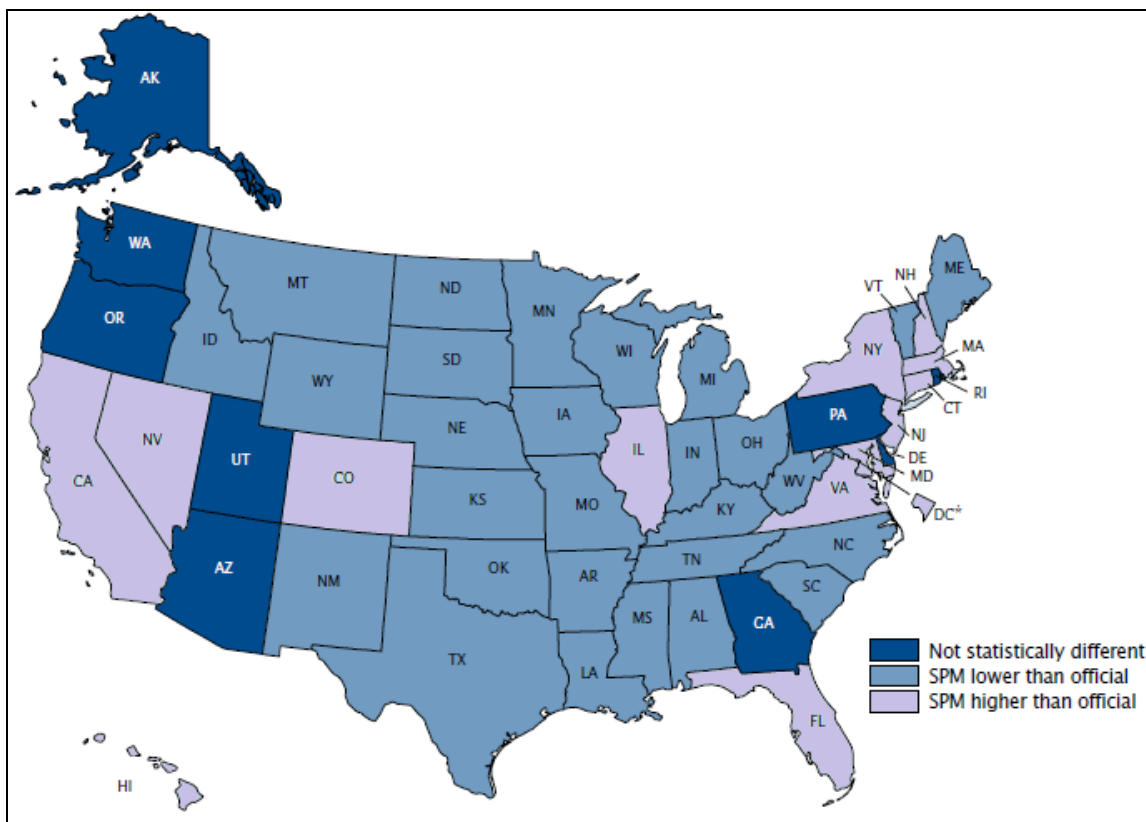 AK
WA
MT
ND
MN
ME
VT
NH
OR
ID
WY
SD
WI
MI
NY
MA
RI
CT
NV
UT
CO
NE
IA
IL
IN
OH
PA
NJ
DE
MD
CA
KS
MO
KY
WV
VA
DC*
AZ
NM
OK
AR
TN
NC
SC
TX
LA
MS
AL
GA
FL
HI
Not statistically different
SPM lower than official
SPM higher than official